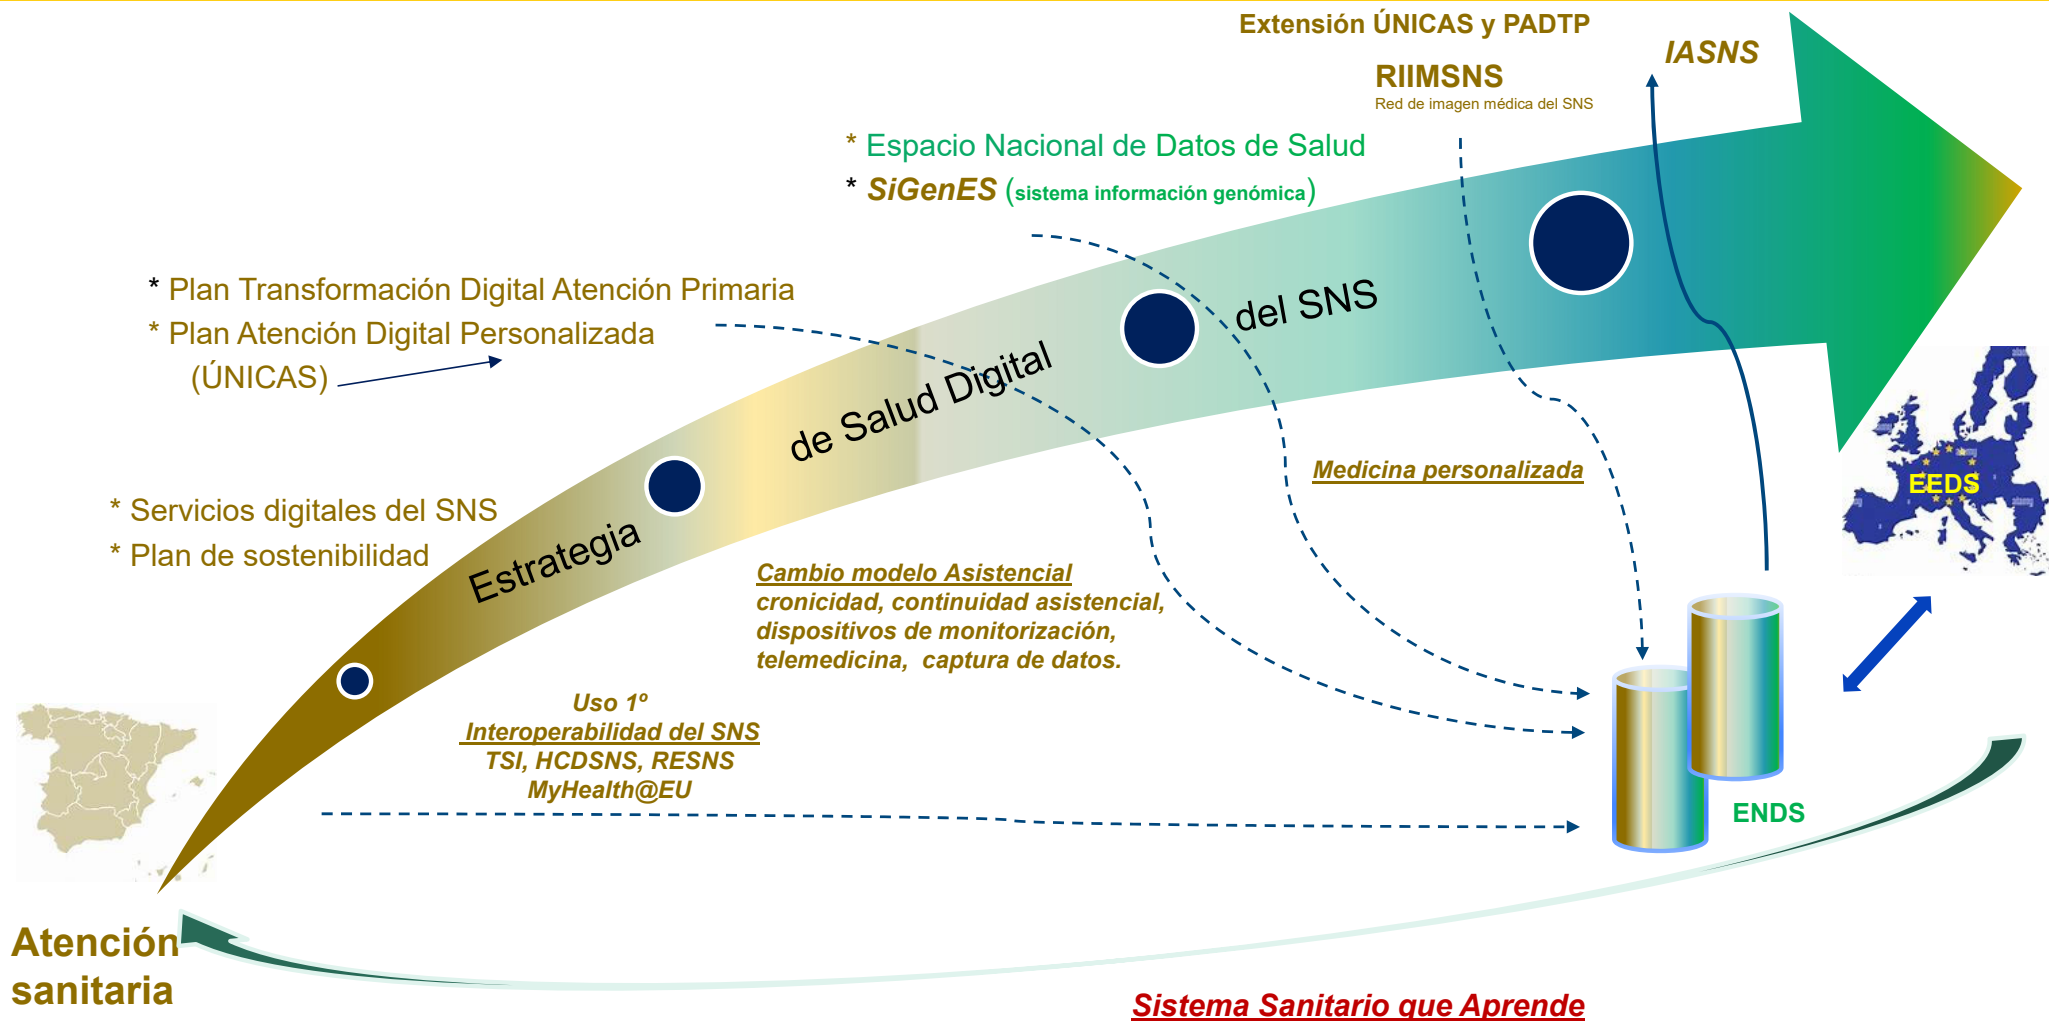 Extensión ÚNICAS y PADTP
IASNS
RIIMSNS
Red de imagen médica del SNS
* Espacio Nacional de Datos de Salud
* SiGenES (sistema información genómica)
* Plan Transformación Digital Atención Primaria
* Plan Atención Digital Personalizada
(ÚNICAS)
* Servicios digitales del SNS
* Plan de sostenibilidad
Estrategia
de Salud Digital
del SNS
Medicina personalizada
EEDS
Cambio modelo Asistencial
cronicidad, continuidad asistencial,
dispositivos de monitorización,
telemedicina, captura de datos.
Uso 1º
Interoperabilidad del SNS
TSI, HCDSNS, RESNS
MyHealth@EU
ENDS
Atención
sanitaria
Sistema Sanitario que Aprende